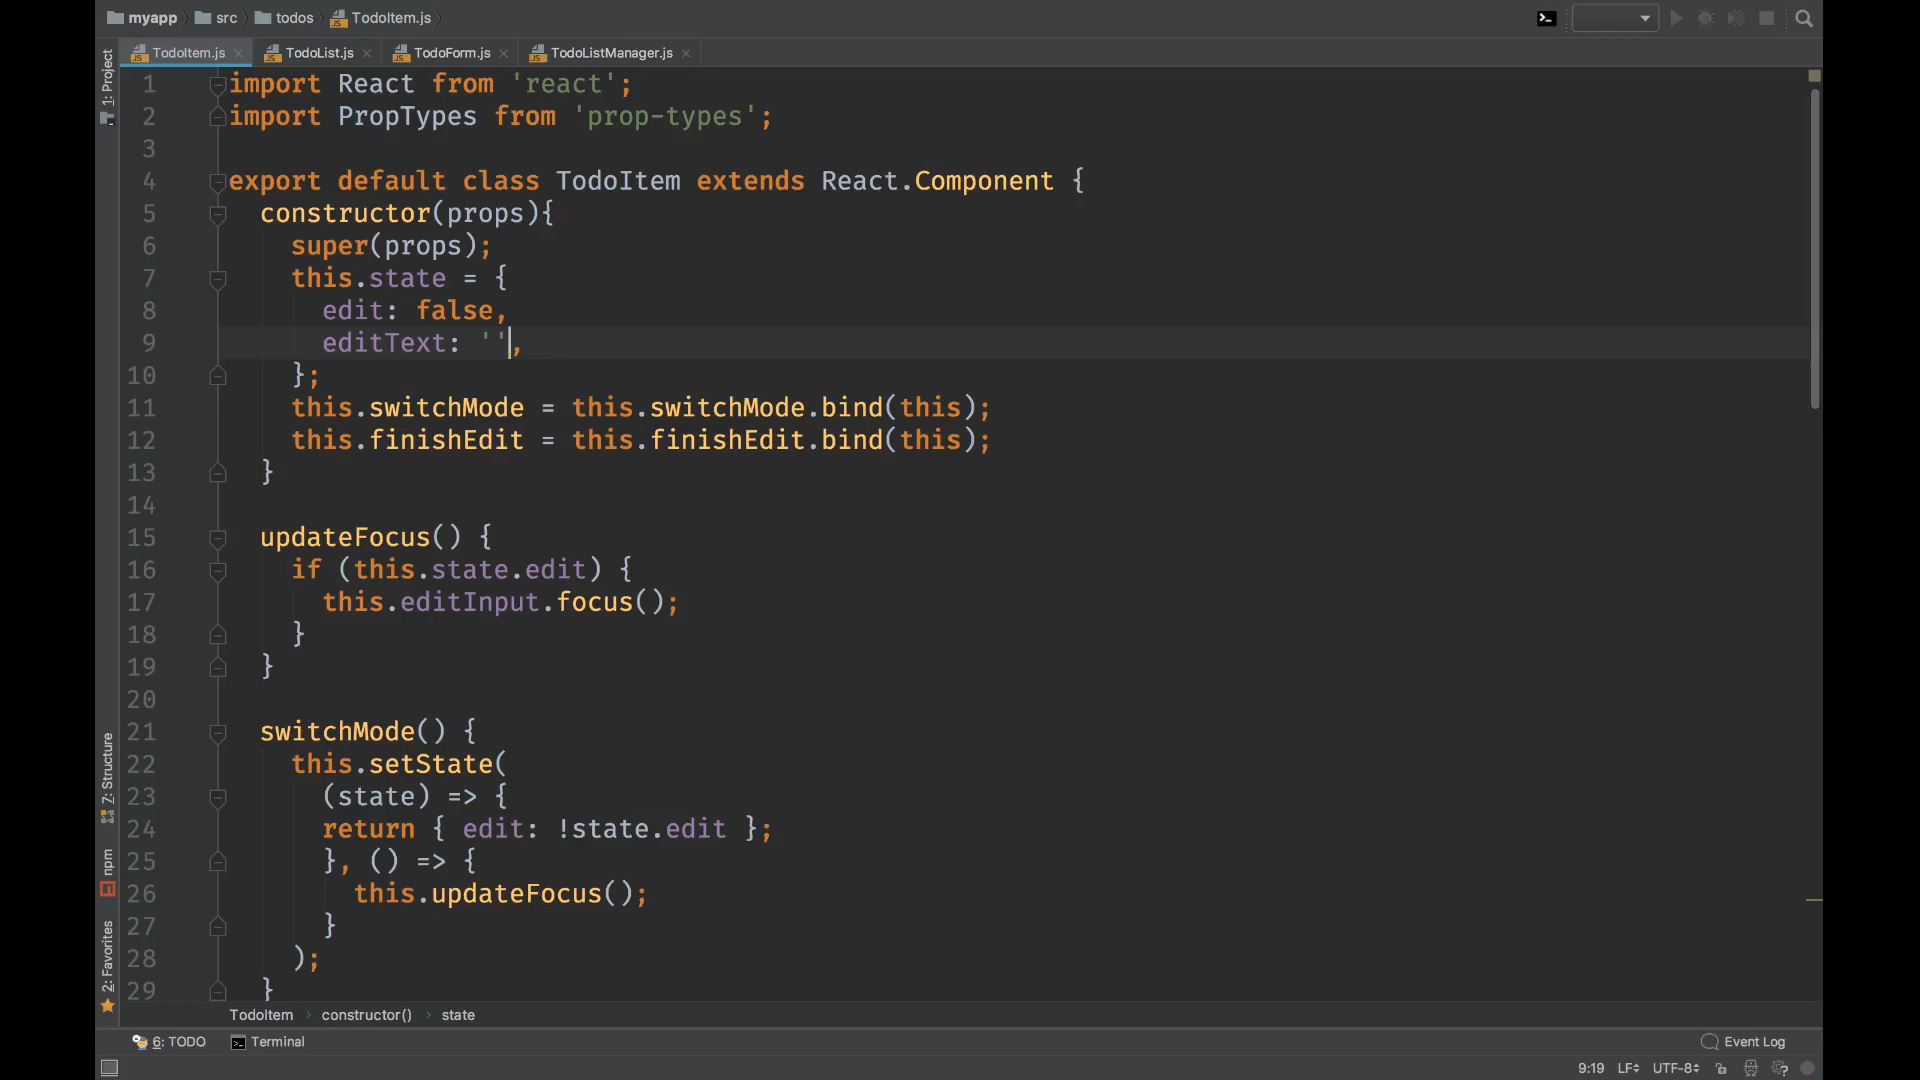 myapp src todos TodoItem.js
TodoItem.js TodoList.js TodoForm.js TodoListManager.js
1: Project
1 import React from 'react';
2 import PropTypes from 'prop-types';
3
4 export default class TodoItem extends React.Component {
5 constructor(props){
6 super(props);
7 this.state = {
8 edit: false,
9 editText: '',
10 };
11 this.switchMode = this.switchMode.bind(this);
12 this.finishEdit = this.finishEdit.bind(this);
13 }
14
15 updateFocus() {
16 if (this.state.edit) {
17 this.editInput.focus();
18 }
19 }
20
21 switchMode() {
22 this.setState(
23 (state) => {
24 return { edit: !state.edit };
25 }, () => {
26 this.updateFocus();
27 }
28 );
29 }
Z: Structure
npm
2: Favorites
TodoItem constructor() state
6: TODO Terminal Event Log
9:19 LF UTF-8